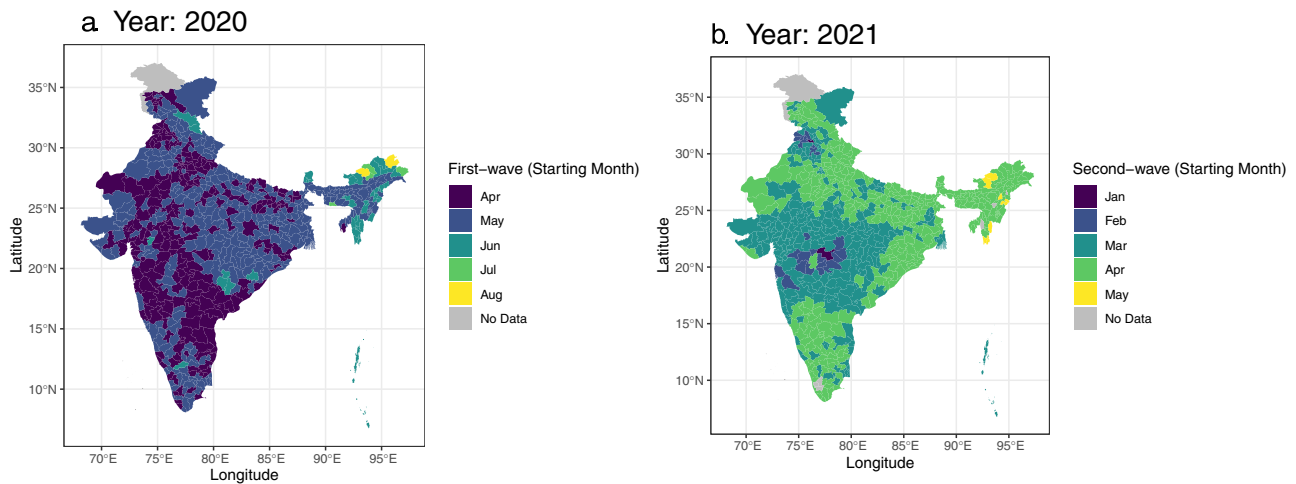 a. Year: 2020
35°N
30°N
25°N
20°N
15°N
10°N
Latitude
70°E 75°E 80°E 85°E 90°E 95°E
Longitude
First−wave (Starting Month)
Apr
May
Jun
Jul
Aug
No Data
b. Year: 2021
35°N
30°N
25°N
20°N
15°N
10°N
Latitude
70°E 75°E 80°E 85°E 90°E 95°E
Longitude
Second−wave (Starting Month)
Jan
Feb
Mar
Apr
May
No Data